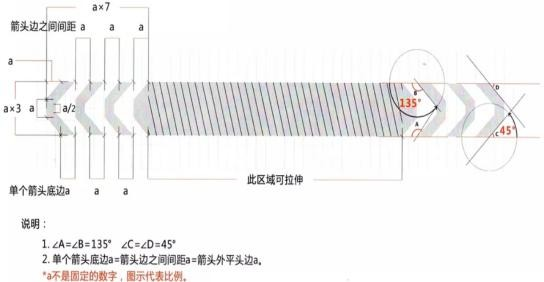 a×7
箭头边之间间距 a a a
a
a×3 a a/2
135°
B
A
D
C
45°
单个箭头底边a a a
此区域可拉伸
说明：
1. ∠A=∠B=135° ∠C=∠D=45°
2. 单个箭头底边a=箭头边之间间距a=箭头外平头边a。
*a不是固定的数字，图示代表比例。